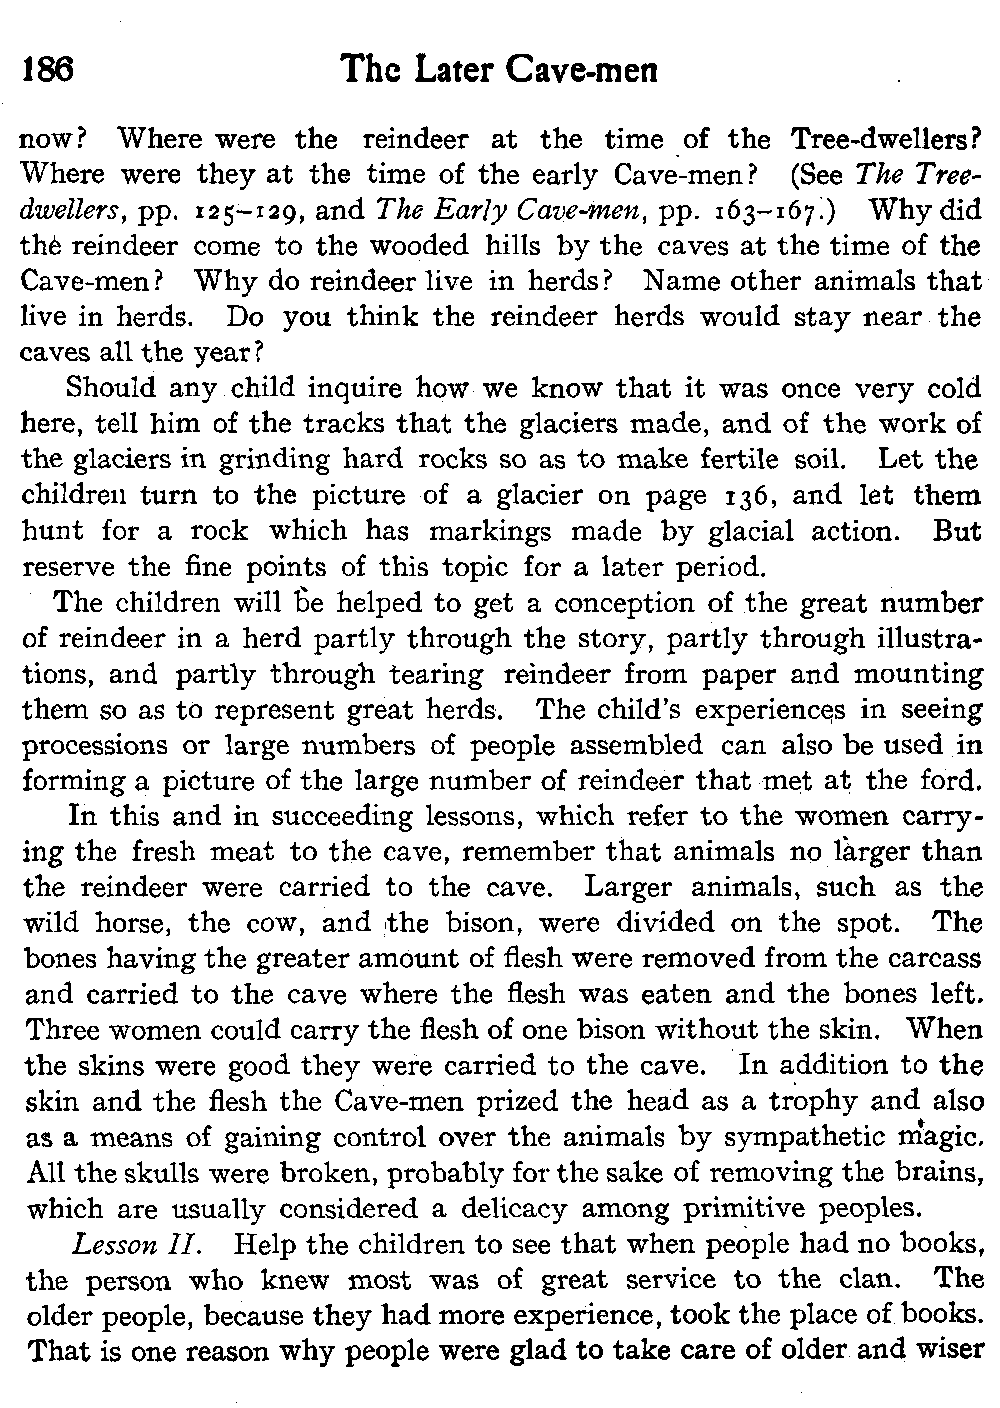 186 The Later Cave-men
now? Where were the reindeer at the time of the Tree-dwellers?
Where were they at the time of the early Cave-men? (See The Tree-
dwellers, pp. 125–129, and The Early Cave-men, pp. 163–167.) Why did
the reindeer come to the wooded hills by the caves at the time of the
Cave-men? Why do reindeer live in herds? Name other animals that
live in herds. Do you think the reindeer herds would stay near the
caves all the year?
Should any child inquire how we know that it was once very cold
here, tell him of the tracks that the glaciers made, and of the work of
the glaciers in grinding hard rocks so as to make fertile soil. Let the
children turn to the picture of a glacier on page 136, and let them
hunt for a rock which has markings made by glacial action. But
reserve the fine points of this topic for a later period.
The children will be helped to get a conception of the great number
of reindeer in a herd partly through the story, partly through illustra-
tions, and partly through tearing reindeer from paper and mounting
them so as to represent great herds. The child's experiences in seeing
processions or large numbers of people assembled can also be used in
forming a picture of the large number of reindeer that met at the ford.
In this and in succeeding lessons, which refer to the women carry-
ing the fresh meat to the cave, remember that animals no larger than
the reindeer were carried to the cave. Larger animals, such as the
wild horse, the cow, and the bison, were divided on the spot. The
bones having the greater amount of flesh were removed from the carcass
and carried to the cave where the flesh was eaten and the bones left.
Three women could carry the flesh of one bison without the skin. When
the skins were good they were carried to the cave. In addition to the
skin and the flesh the Cave-men prized the head as a trophy and also
as a means of gaining control over the animals by sympathetic magic.
All the skulls were broken, probably for the sake of removing the brains,
which are usually considered a delicacy among primitive peoples.
Lesson II. Help the children to see that when people had no books,
the person who knew most was of great service to the clan. The
older people, because they had more experience, took the place of books.
That is one reason why people were glad to take care of older and wiser